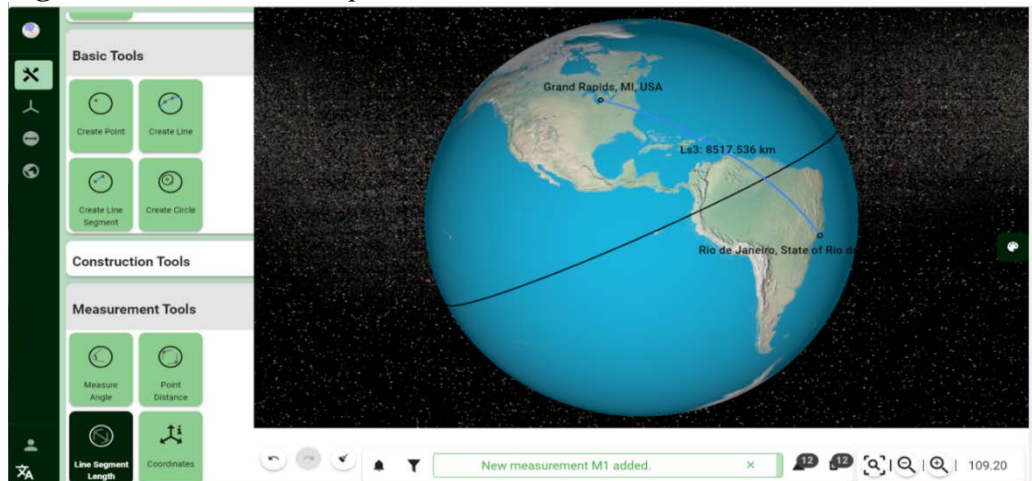 Basic Tools
Create Point
Create Line
Create Line
Segment
Create Circle
Construction Tools
Measurement Tools
Measure
Angle
Point
Distance
Line Segment
Length
Coordinates
Grand Rapids, MI, USA
Ls3: 8517.536 km
Rio de Janeiro, State of Rio de
New measurement M1 added.
12
12
109.20